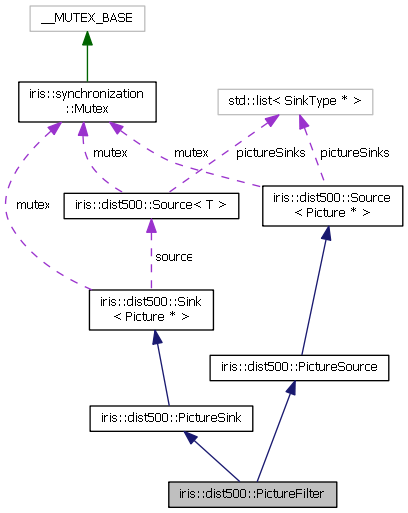 __MUTEX_BASE
iris::synchronization
::Mutex
std::list< SinkType * >
mutex
mutex
pictureSinks
pictureSinks
mutex
iris::dist500::Source< T >
iris::dist500::Source
< Picture * >
source
iris::dist500::Sink
< Picture * >
iris::dist500::PictureSource
iris::dist500::PictureSink
iris::dist500::PictureFilter